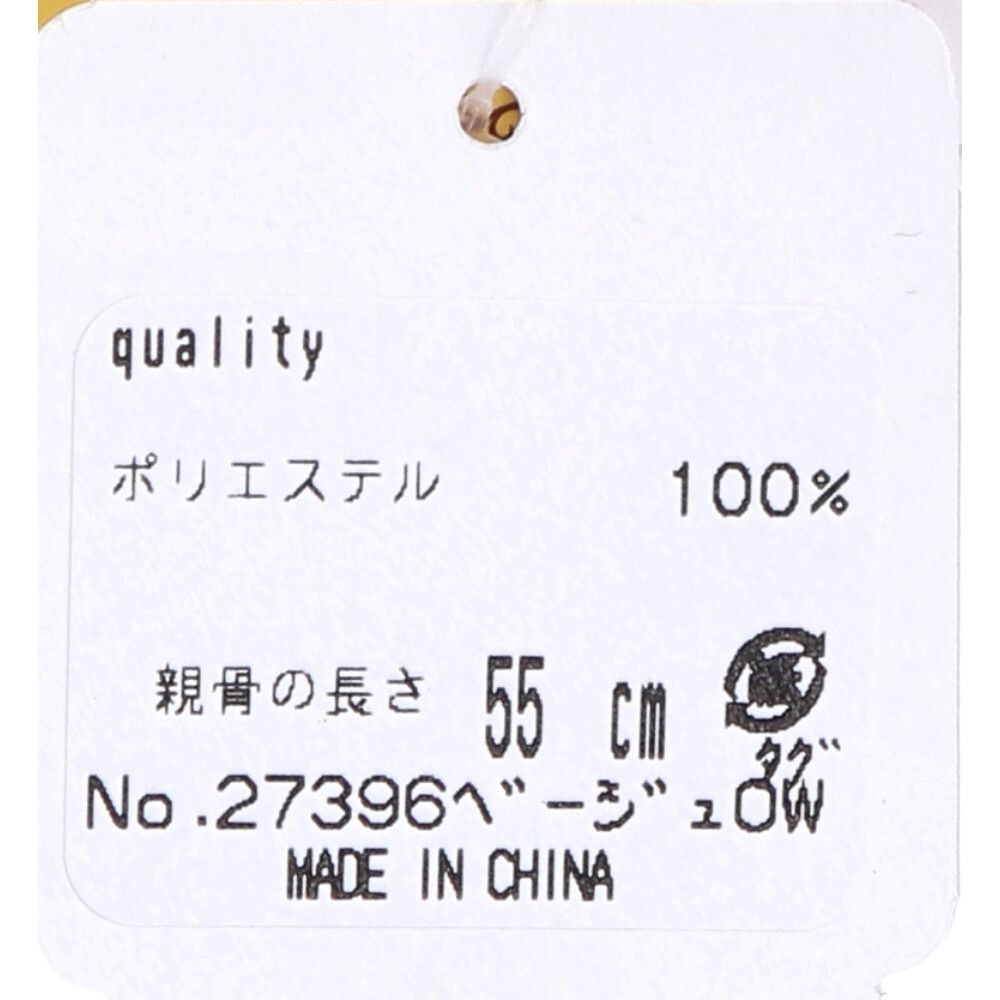 quality
ポリエステル 100%
親骨の長さ 55 cm
タグ
No.27396ベージュOW
MADE IN CHINA